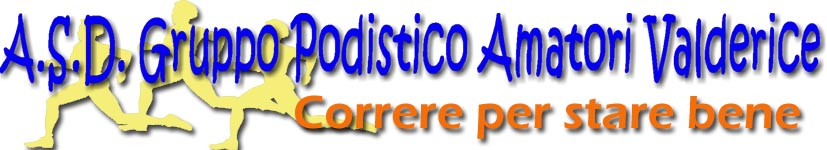 A.S.D. Gruppo Podistico Amatori Valderice
Correre per stare bene